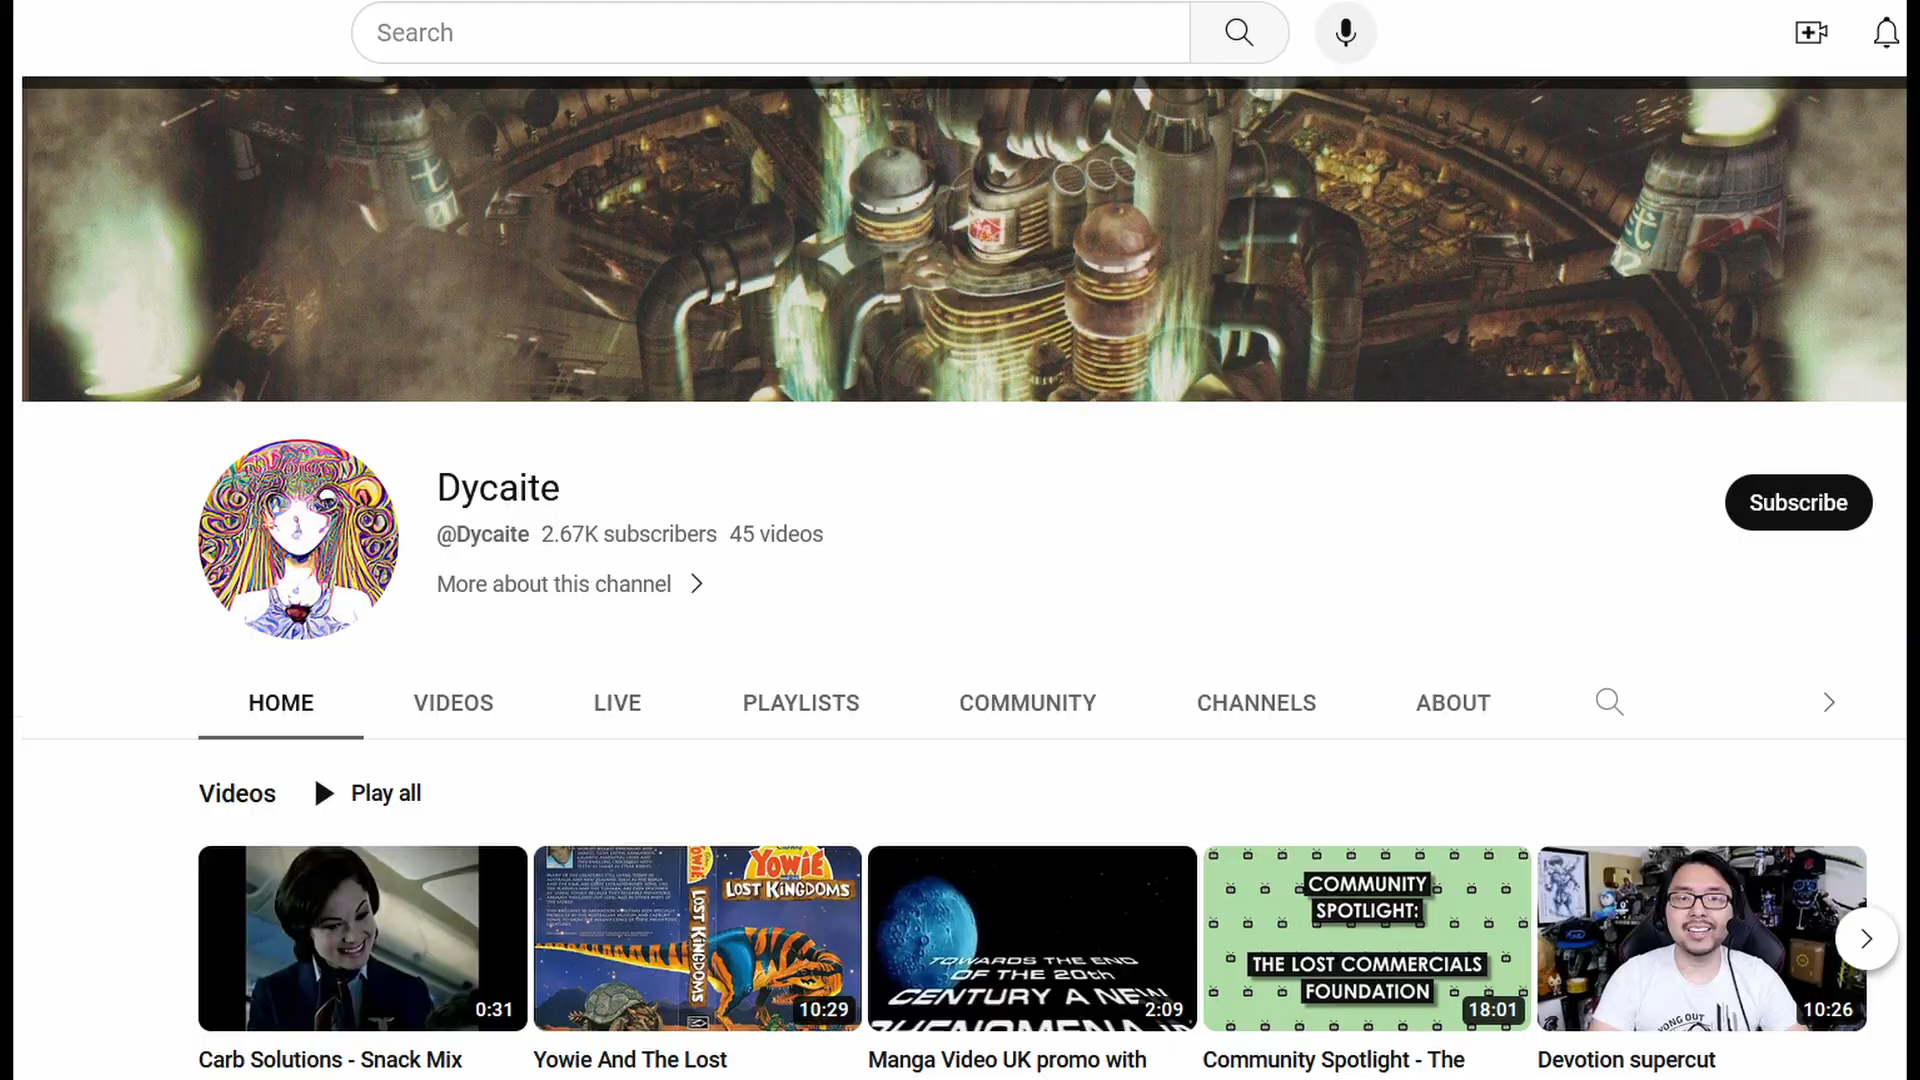 Search
Dycaite
@Dycaite 2.67K subscribers 45 videos
More about this channel
Subscribe
HOME VIDEOS LIVE PLAYLISTS COMMUNITY CHANNELS ABOUT
Videos Play all
0:31
YOWIE
LOST KINGDOMS
LOST KINGDOMS
10:29
TOWARDS THE END
OF THE 20th
CENTURY A NEW
PHENOMENA
2:09
COMMUNITY
SPOTLIGHT:
THE LOST COMMERCIALS
FOUNDATION
18:01
10:26
Carb Solutions - Snack Mix
Yowie And The Lost
Manga Video UK promo with
Community Spotlight - The
Devotion supercut